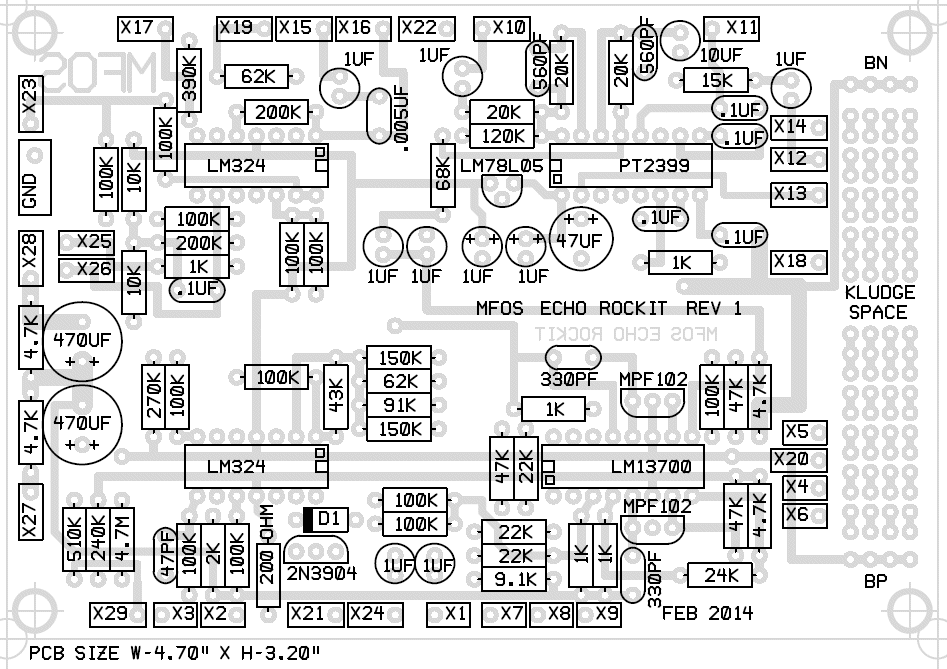 X17
X19
X15
X16
X22
X10
560PF
560PF
X11
1UF
1UF
10UF
1UF
BN
MFOS
390K
62K
20K
20K
15K
X23
200K
.005UF
20K
.1UF
X14
100K
120K
.1UF
GND
100K
10K
LM324
68K
LM78L05
PT2399
X12
X13
100K
.1UF
X28
X25
200K
100K
100K
47UF
.1UF
X26
1K
1K
X18
10K
.1UF
1UF
1UF
1UF
1UF
KLUDGE
SPACE
MFOS ECHO ROCKIT REV 1
4.7K
470UF
MFOS ECHO ROCKIT
150K
330PF
MPF102
270K
100K
100K
43K
62K
100K
47K
4.7K
91K
1K
4.7K
470UF
150K
X5
LM324
47K
22K
LM13700
X20
X4
X27
100K
MPF102
47K
4.7K
X6
510K
240K
4.7M
47PF
100K
2K
100K
200 OHM
D1
100K
22K
1K
1K
22K
2N3904
1UF
1UF
9.1K
330PF
24K
BP
X29
X3
X2
X21
X24
X1
X7
X8
X9
FEB 2014
PCB SIZE W-4.70" X H-3.20"